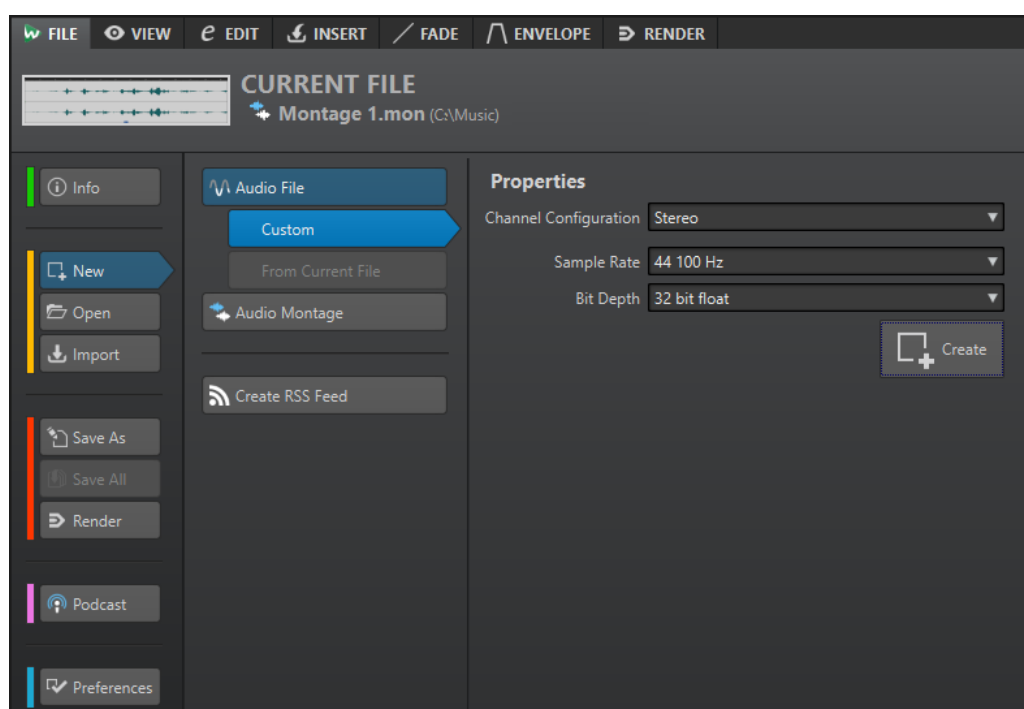 FILE VIEW EDIT INSERT FADE ENVELOPE RENDER
CURRENT FILE
Montage 1.mon (C:\Music)
Info
New
Open
Import
Save As
Save All
Render
Podcast
Preferences
Audio File
Custom
From Current File
Audio Montage
Create RSS Feed
Properties
Channel Configuration Stereo
Sample Rate 44 100 Hz
Bit Depth 32 bit float
Create